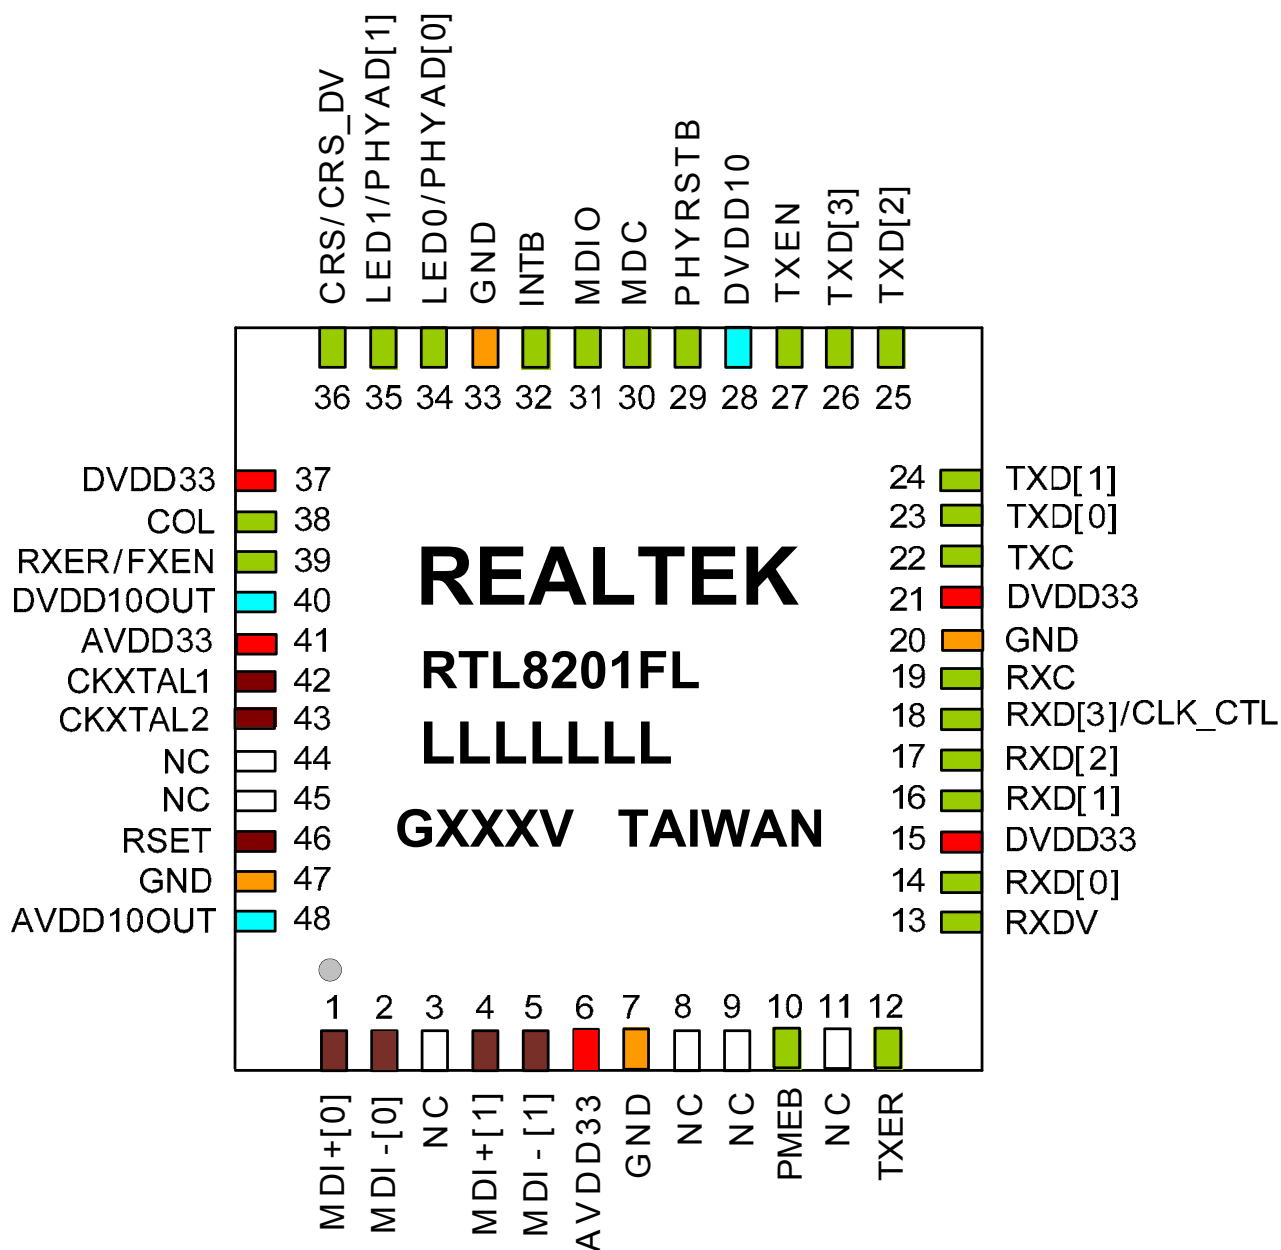 CRS/CRS_DV
LED1/PHYAD[1]
LED0/PHYAD[0]
GND
INTB
MDIO
MDC
PHYRSTB
DVDD10
TXEN
TXD[3]
TXD[2]
36 35 34 33 32 31 30 29 28 27 26 25
DVDD33 37
COL 38
RXER/FXEN 39
DVDD10OUT 40
AVDD33 41
CKXTAL1 42
CKXTAL2 43
NC 44
NC 45
RSET 46
GND 47
AVDD10OUT 48
REALTEK
RTL8201FL
LLLLLLL
GXXXV TAIWAN
24 TXD[1]
23 TXD[0]
22 TXC
21 DVDD33
20 GND
19 RXC
18 RXD[3]/CLK_CTL
17 RXD[2]
16 RXD[1]
15 DVDD33
14 RXD[0]
13 RXDV
1 2 3 4 5 6 7 8 9 10 11 12
MDI+[0]
MDI-[0]
NC
MDI+[1]
MDI-[1]
AVDD33
GND
NC
NC
PMEB
NC
TXER